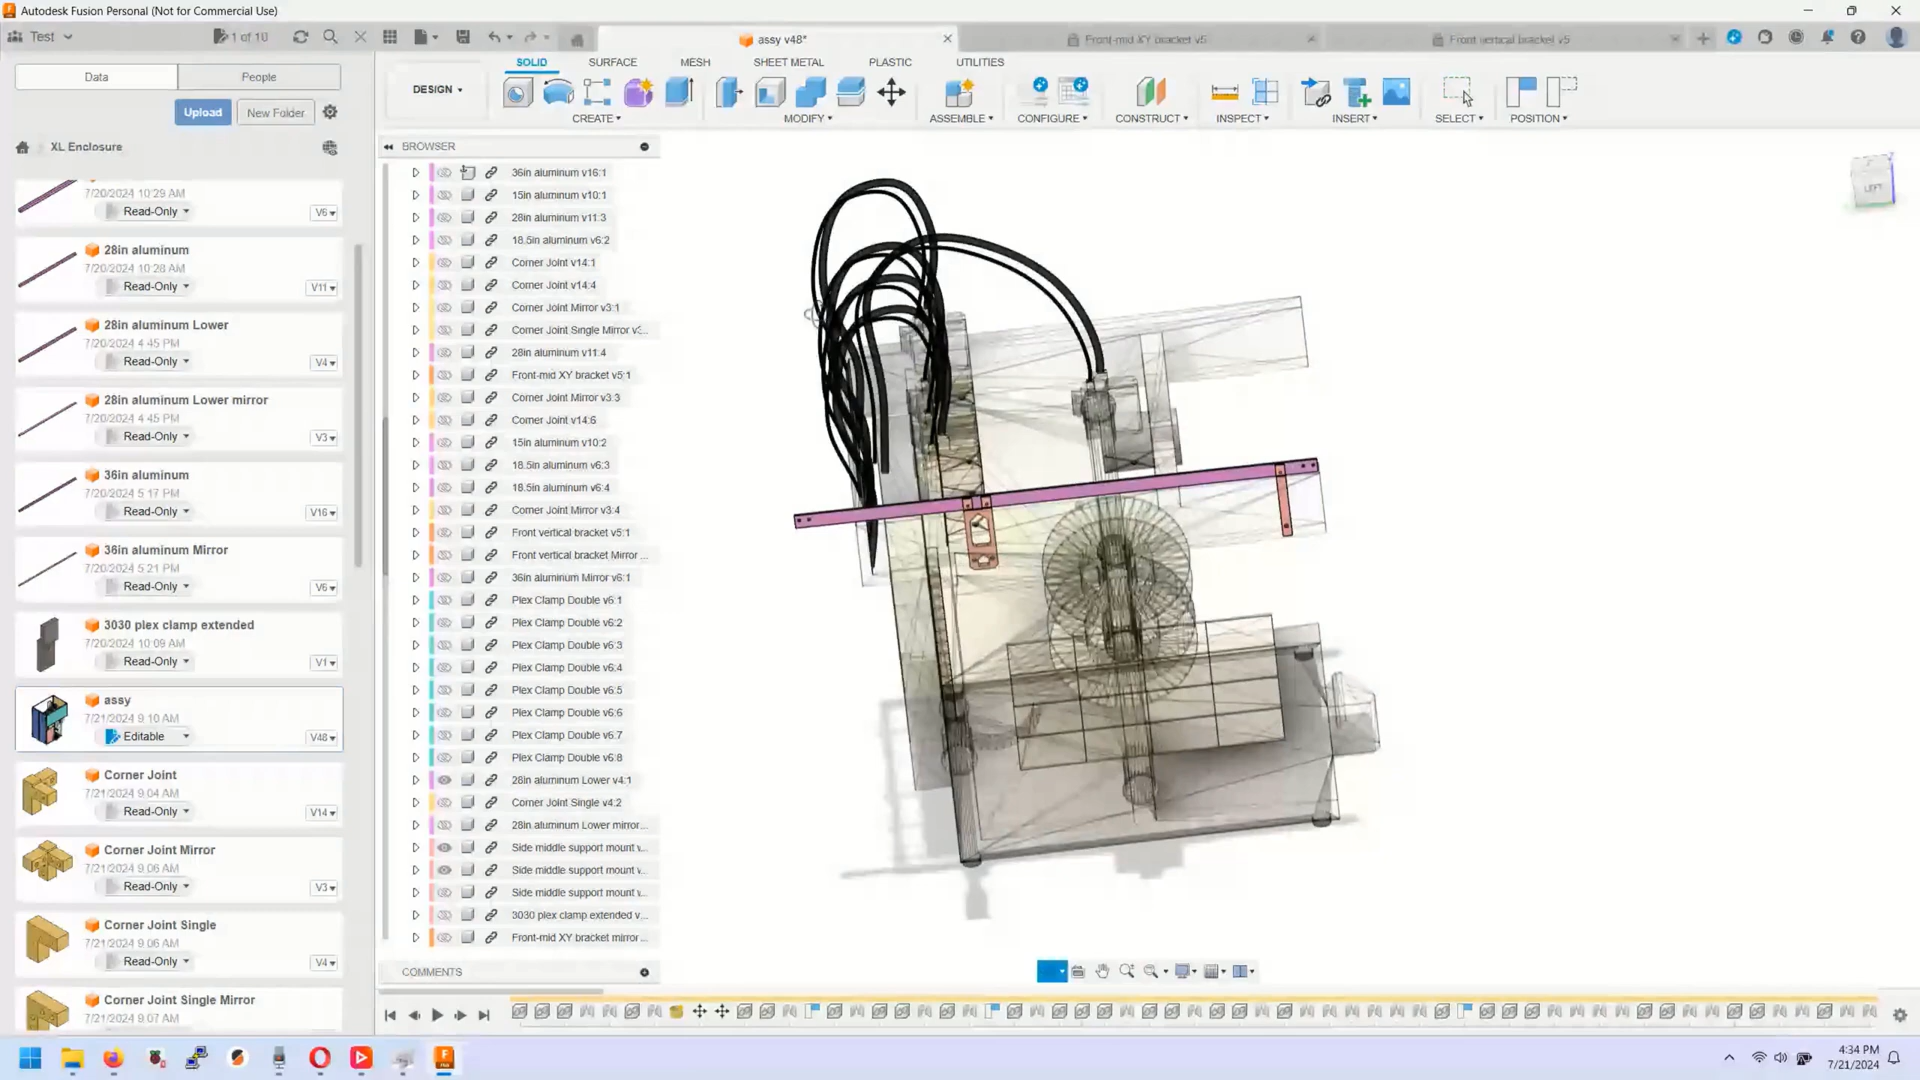 Autodesk Fusion Personal (Not for Commercial Use)
Test
1 of 10
assy v48*
Front-mid XY bracket v5
Front vertical bracket v5
Data
People
Upload
New Folder
XL Enclosure
7/20/2024 10:29 AM
Read-Only
V6
28in aluminum
7/20/2024 10:28 AM
Read-Only
V11
28in aluminum Lower
7/20/2024 4:45 PM
Read-Only
V4
28in aluminum Lower mirror
7/20/2024 4:45 PM
Read-Only
V3
36in aluminum
7/20/2024 5:17 PM
Read-Only
V16
36in aluminum Mirror
7/20/2024 5:21 PM
Read-Only
V6
3030 plex clamp extended
7/20/2024 10:09 AM
Read-Only
V1
assy
7/21/2024 9:10 AM
Editable
V48
Corner Joint
7/21/2024 9:04 AM
Read-Only
V14
Corner Joint Mirror
7/21/2024 9:06 AM
Read-Only
V3
Corner Joint Single
7/21/2024 9:06 AM
Read-Only
V4
Corner Joint Single Mirror
7/21/2024 9:07 AM
DESIGN
SOLID
SURFACE
MESH
SHEET METAL
PLASTIC
UTILITIES
CREATE
MODIFY
ASSEMBLE
CONFIGURE
CONSTRUCT
INSPECT
INSERT
SELECT
POSITION
BROWSER
36in aluminum v16:1
15in aluminum v10:1
28in aluminum v11:3
18.5in aluminum v6:2
Corner Joint v14:1
Corner Joint v14:4
Corner Joint Mirror v3:1
Corner Joint Single Mirror v3...
28in aluminum v11:4
Front-mid XY bracket v5:1
Corner Joint Mirror v3:3
Corner Joint v14:6
15in aluminum v10:2
18.5in aluminum v6:3
18.5in aluminum v6:4
Corner Joint Mirror v3:4
Front vertical bracket v5:1
Front vertical bracket Mirror ...
36in aluminum Mirror v6:1
Plex Clamp Double v6:1
Plex Clamp Double v6:2
Plex Clamp Double v6:3
Plex Clamp Double v6:4
Plex Clamp Double v6:5
Plex Clamp Double v6:6
Plex Clamp Double v6:7
Plex Clamp Double v6:8
28in aluminum Lower v4:1
Corner Joint Single v4:2
28in aluminum Lower mirror...
Side middle support mount v...
Side middle support mount v...
Side middle support mount v...
3030 plex clamp extended v...
Front-mid XY bracket mirror...
COMMENTS
LEFT
4:34 PM
7/21/2024